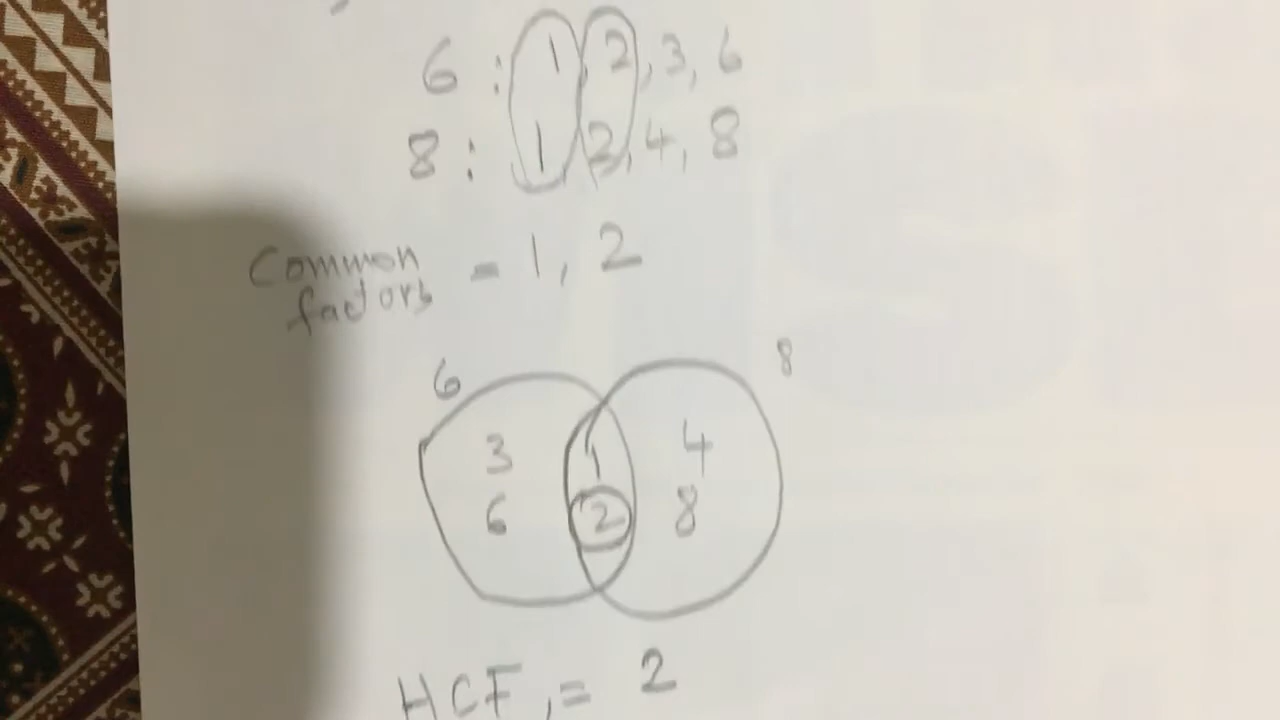 6 : 1, 2, 3, 6
8 : 1, 2, 4, 8
Common factors = 1, 2
6 8
3 1 4
6 2 8
HCF, = 2